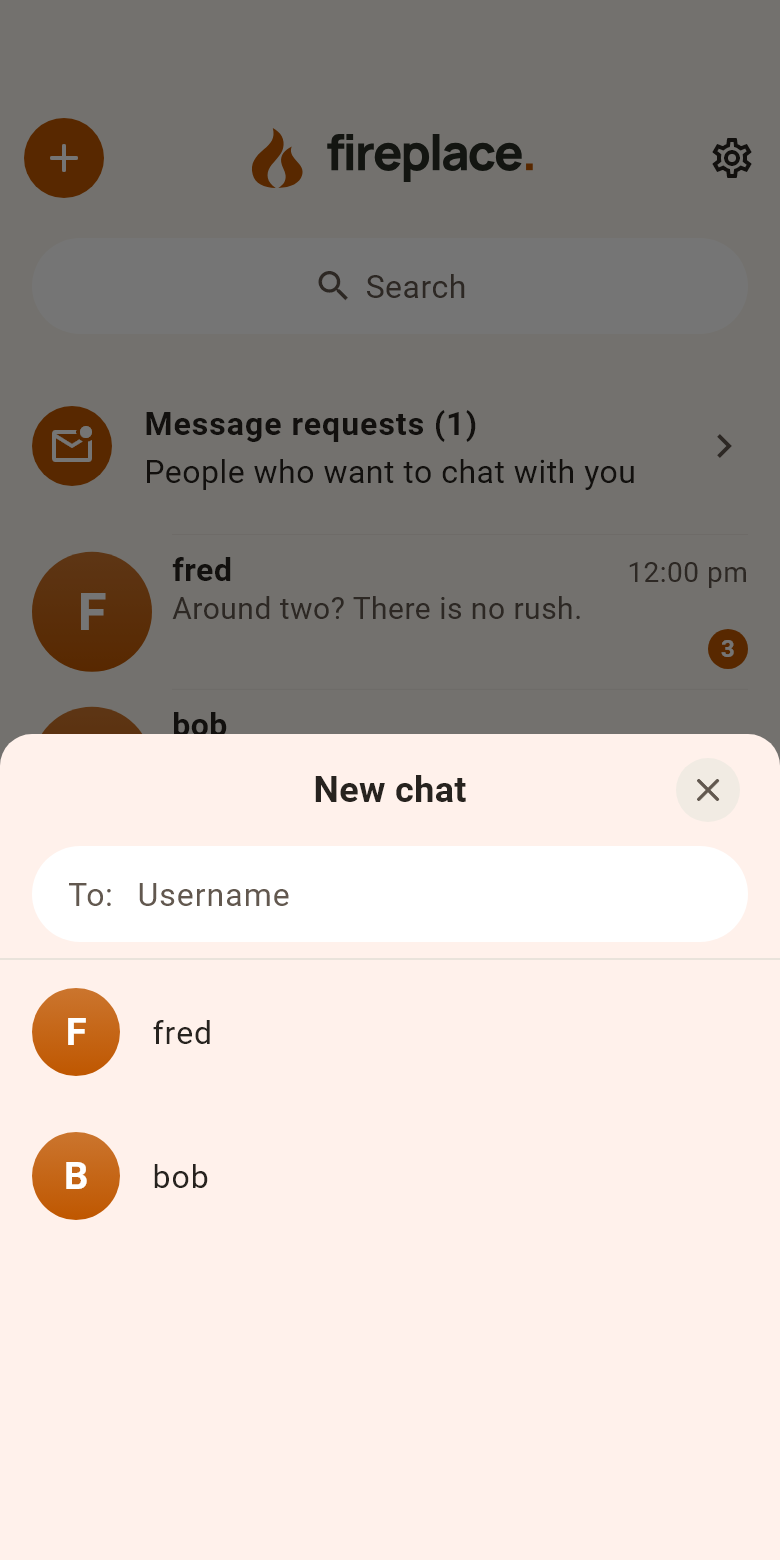 fireplace.
Search
Message requests (1)
People who want to chat with you
F
fred
12:00 pm
Around two? There is no rush.
3
bob
New chat
To: Username
F
fred
B
bob